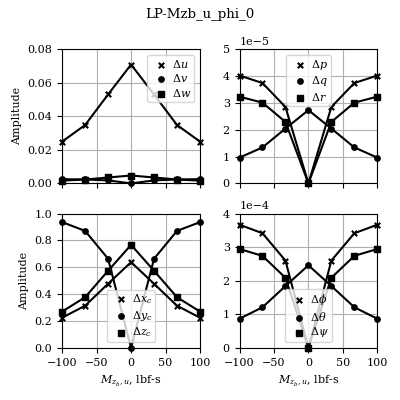 LP-Mzb_u_phi_0
1e−5
0.08
0.06
0.04
0.02
0.00
Amplitude
Δu
Δv
Δw
5
4
3
2
1
0
Δp
Δq
Δr
1e−4
1.0
0.8
0.6
0.4
0.2
0.0
Amplitude
Δx_c
Δy_c
Δz_c
4
3
2
1
0
Δϕ
Δθ
Δψ
−100 −50 0 50 100
−100 −50 0 50 100
M_{z_b,u}, lbf-s
M_{z_b,u}, lbf-s